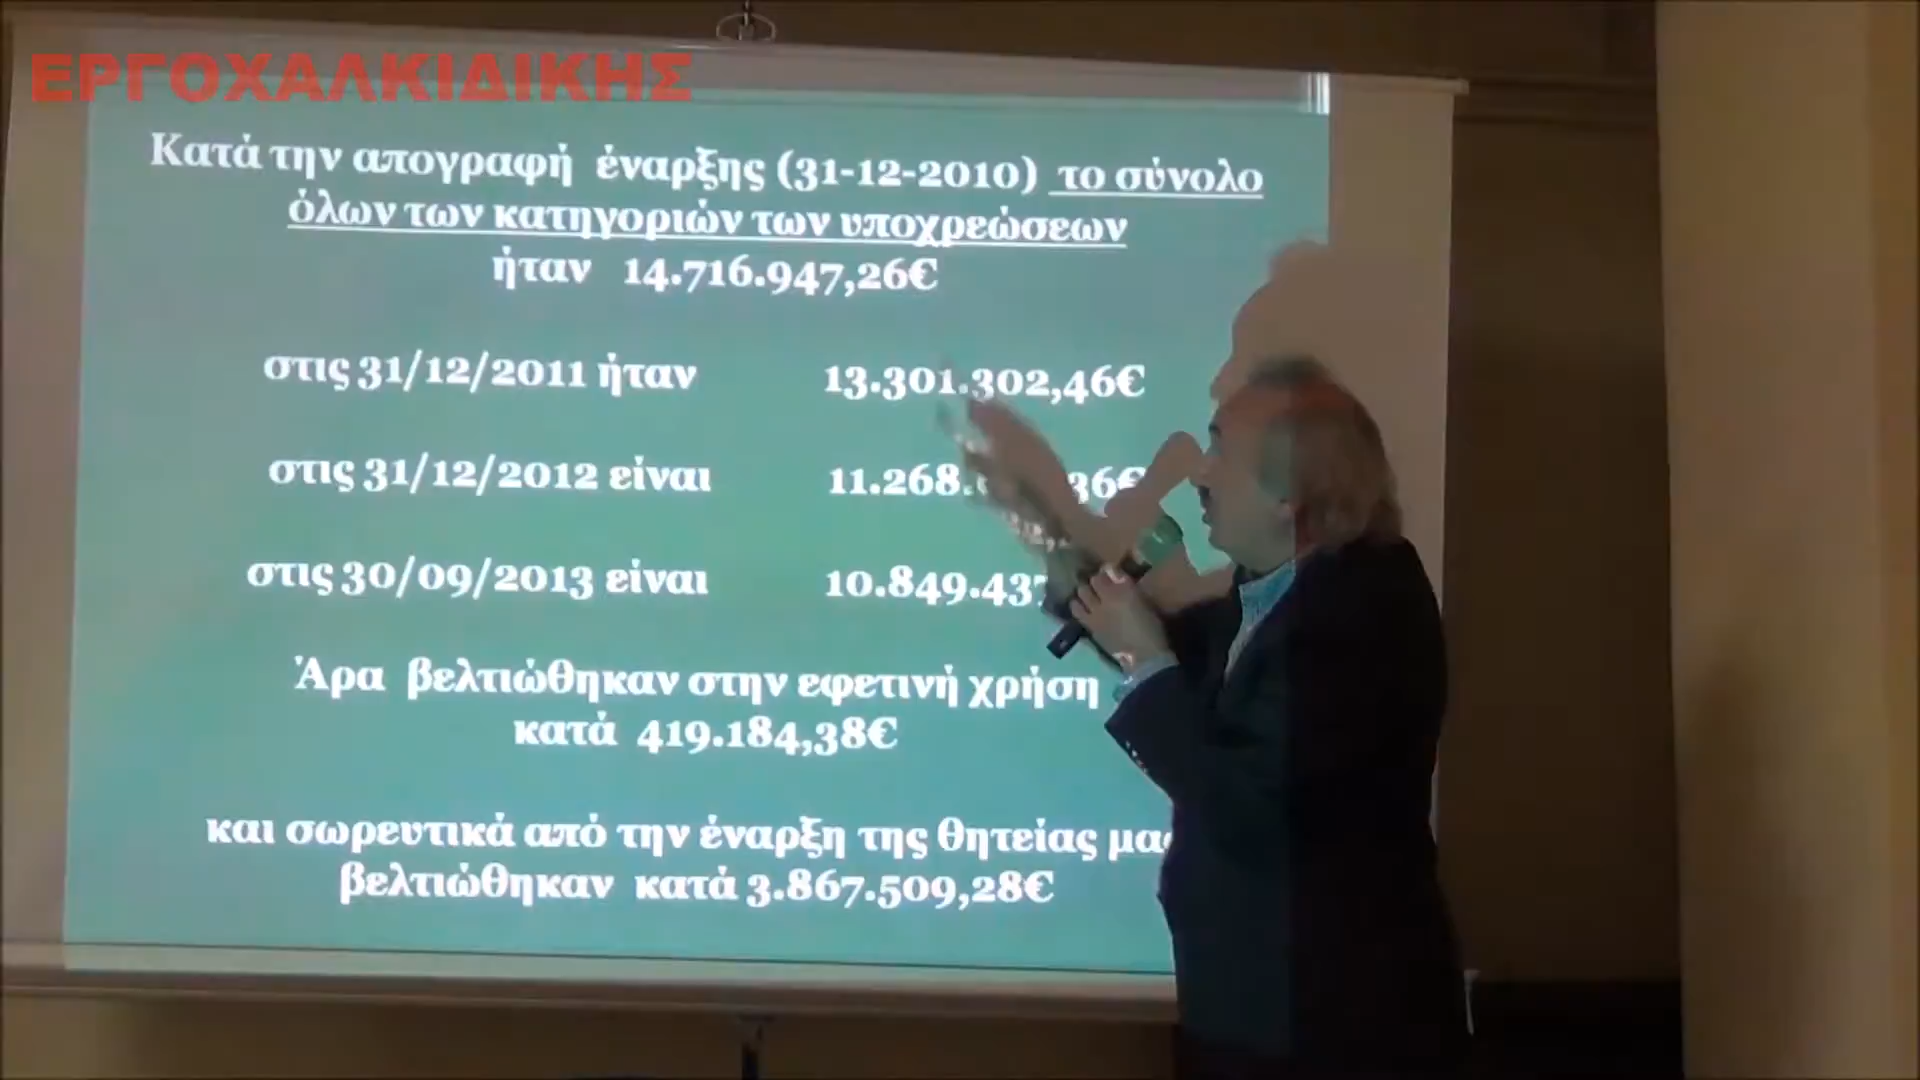 ΕΡΓΟΧΑΛΚΙΔΙΚΗΣ
Κατά την απογραφή έναρξης (31-12-2010) το σύνολο
όλων των κατηγοριών των υποχρεώσεων
ήταν 14.716.947,26€
στις 31/12/2011 ήταν 13.301.302,46€
στις 31/12/2012 είναι
στις 30/09/2013 είναι
Άρα βελτιώθηκαν στην εφετινή χρήση
κατά 419.184,38€
και σωρευτικά από την έναρξη της θητείας μας
βελτιώθηκαν κατά 3.867.509,28€